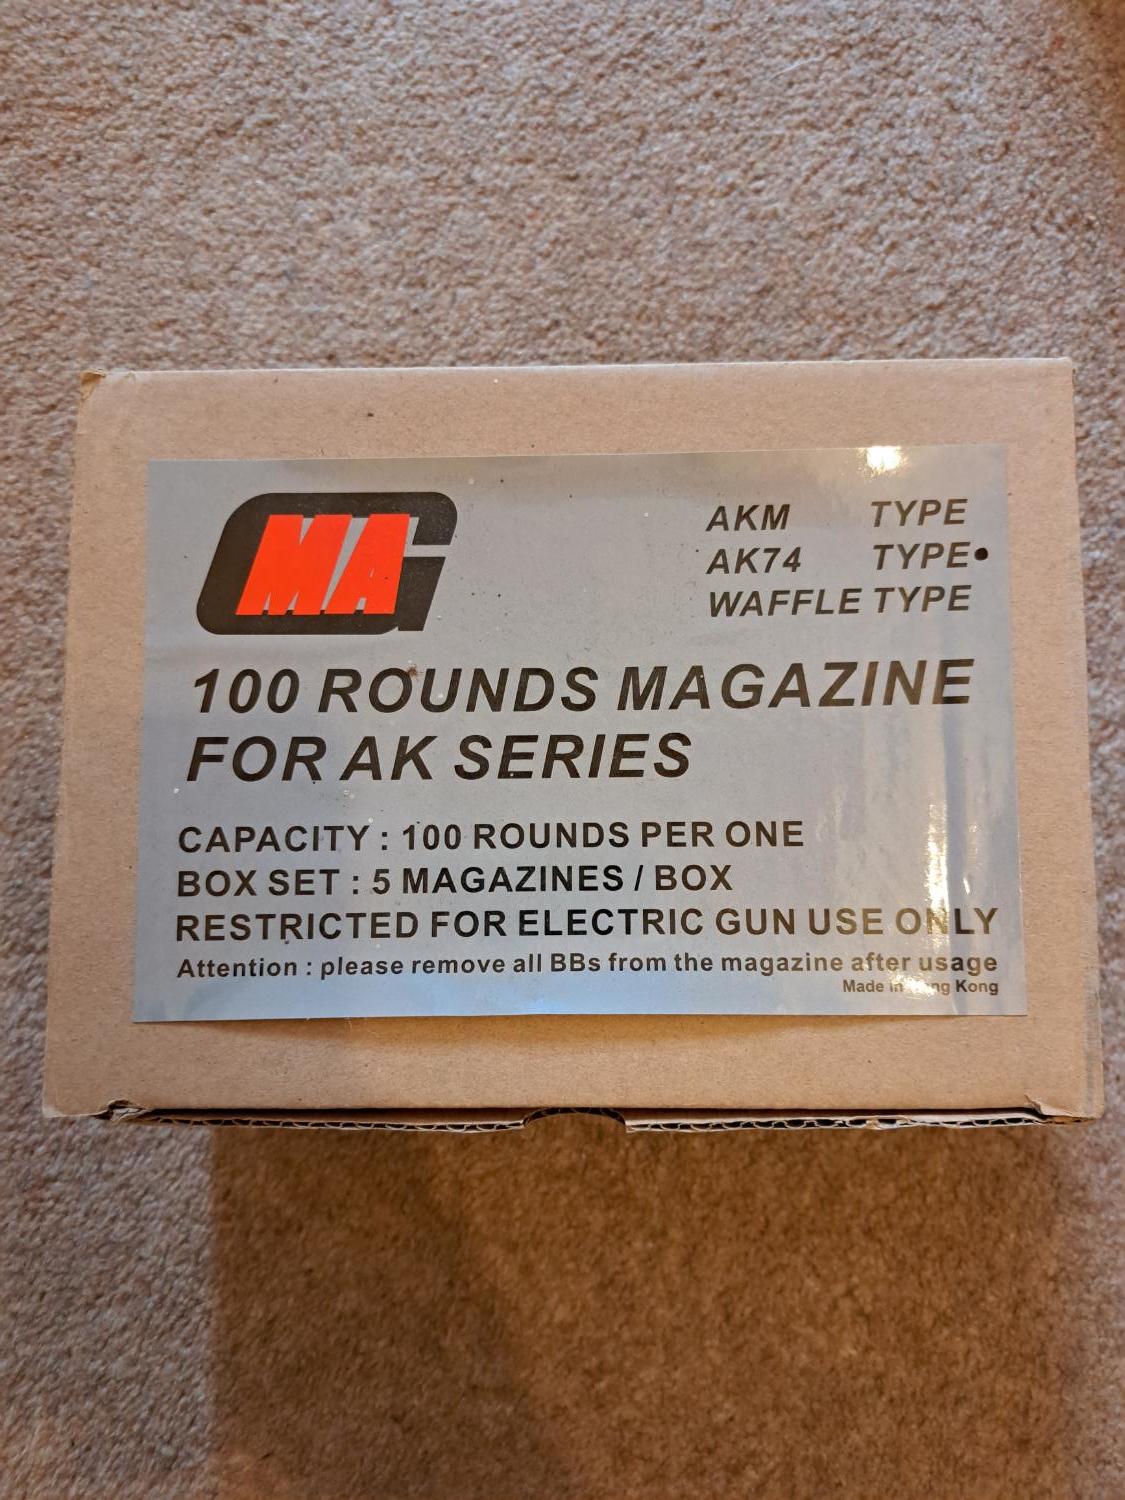 MAG
AKM TYPE
AK74 TYPE•
WAFFLE TYPE
100 ROUNDS MAGAZINE
FOR AK SERIES
CAPACITY : 100 ROUNDS PER ONE
BOX SET : 5 MAGAZINES / BOX
RESTRICTED FOR ELECTRIC GUN USE ONLY
Attention : please remove all BBs from the magazine after usage
Made in Hong Kong